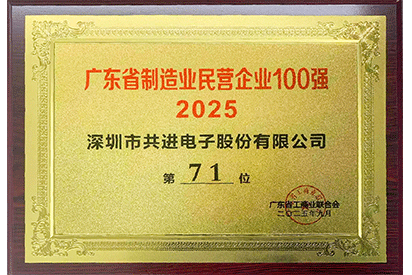 广东省制造业民营企业100强
2025
深圳市共进电子股份有限公司
第 71 位
广东省工商业联合会
二〇二五年九月